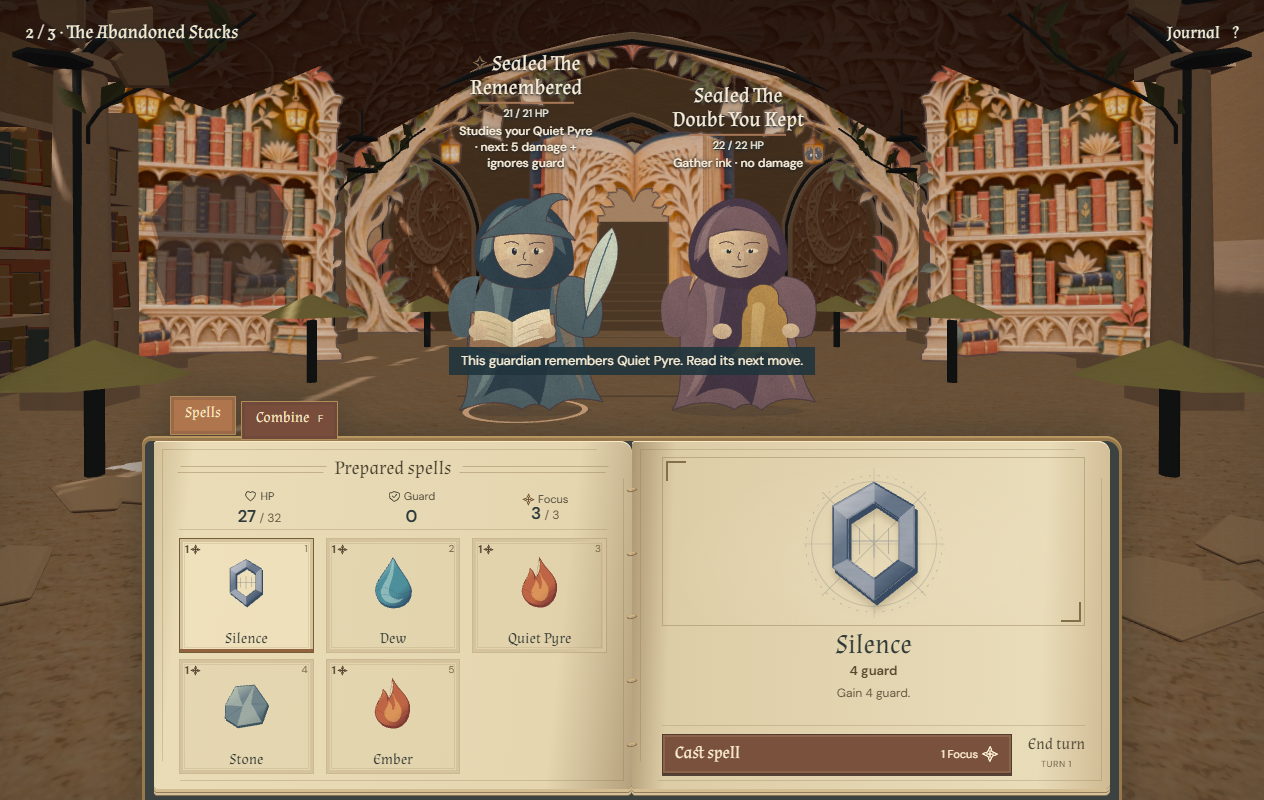 2 / 3 · The Abandoned Stacks
Journal ?
Sealed The
Remembered
21 / 21 HP
Studies your Quiet Pyre
· next: 5 damage +
ignores guard
Sealed The
Doubt You Kept
22 / 22 HP
Gather ink · no damage
This guardian remembers Quiet Pyre. Read its next move.
Spells
Combine F
Prepared spells
HP
27 / 32
Guard
0
Focus
3 / 3
1 1
Silence
1 2
Dew
1 3
Quiet Pyre
1 4
Stone
1 5
Ember
Silence
4 guard
Gain 4 guard.
Cast spell 1 Focus
End turn
TURN 1